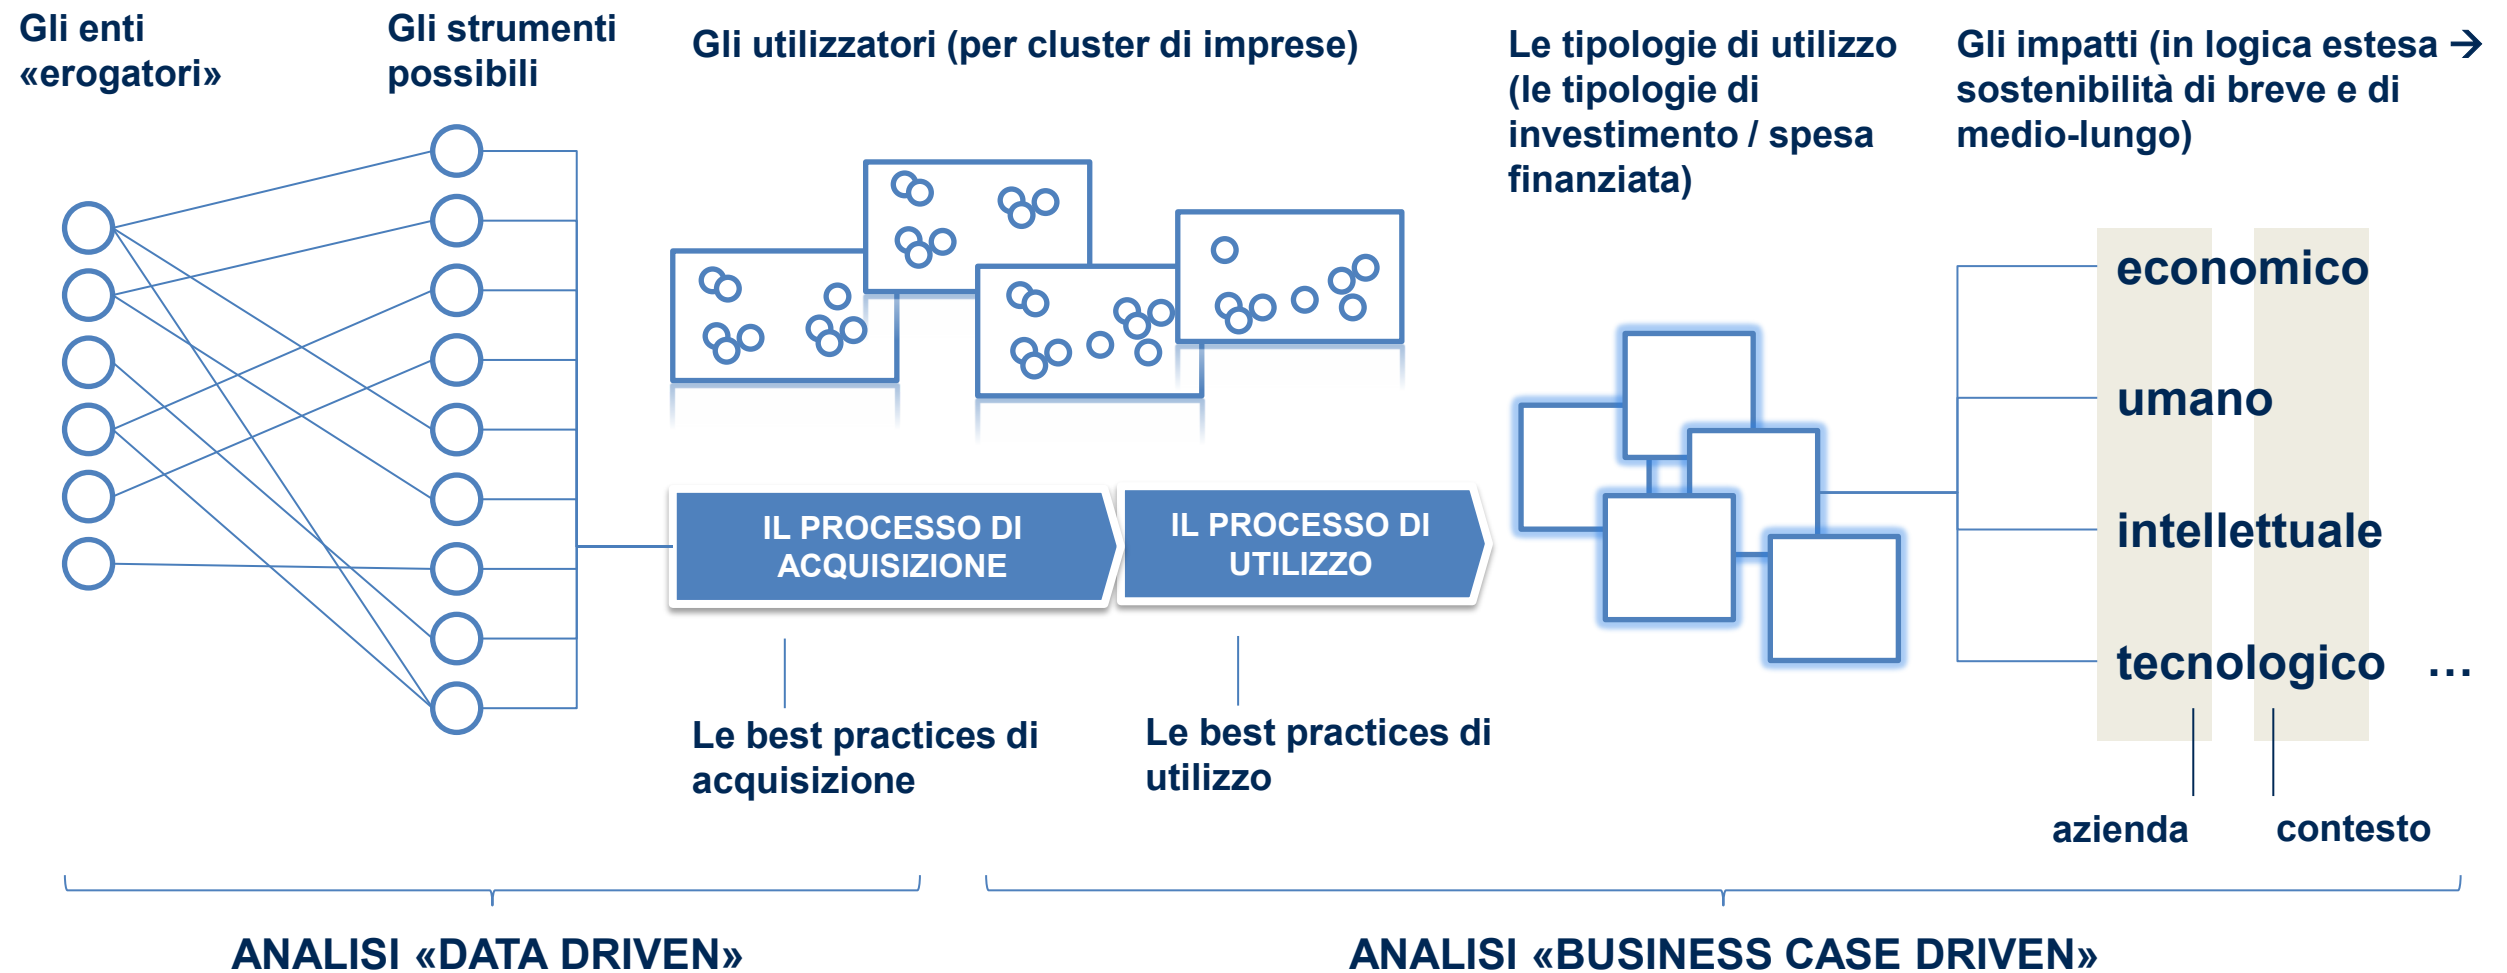 Gli enti
«erogatori»
Gli strumenti
possibili
Gli utilizzatori (per cluster di imprese)
Le tipologie di utilizzo
(le tipologie di
investimento / spesa
finanziata)
Gli impatti (in logica estesa →
sostenibilità di breve e di
medio-lungo)
economico
umano
intellettuale
tecnologico …
IL PROCESSO DI
ACQUISIZIONE
IL PROCESSO DI
UTILIZZO
Le best practices di
acquisizione
Le best practices di
utilizzo
azienda
contesto
ANALISI «DATA DRIVEN»
ANALISI «BUSINESS CASE DRIVEN»